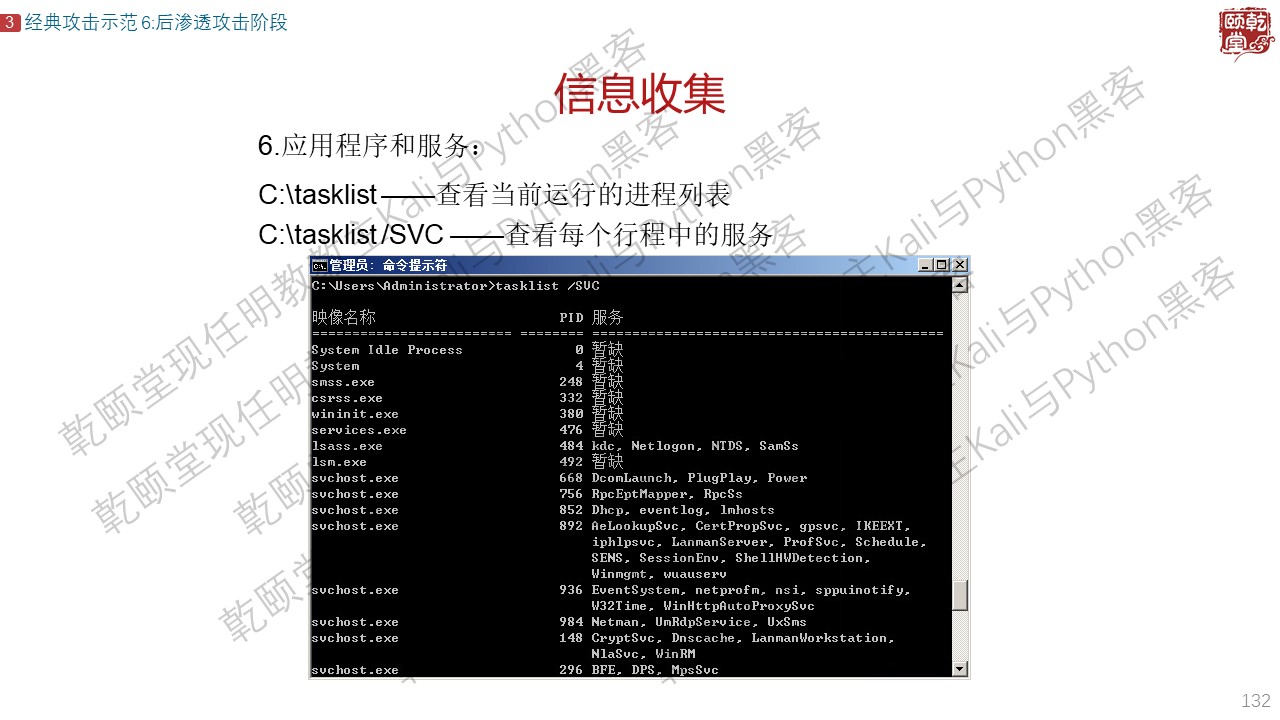 3 经典攻击示范6:后渗透攻击阶段
乾颐堂
信息收集
6.应用程序和服务：
C:\tasklist ——查看当前运行的进程列表
C:\tasklist /SVC ——查看每个行程中的服务
管理员: 命令提示符
C:\Users\Administrator>tasklist /SVC
映像名称 PID 服务
========================= ======== ============================================
System Idle Process 0 暂缺
System 4 暂缺
smss.exe 248 暂缺
csrss.exe 332 暂缺
wininit.exe 380 暂缺
services.exe 476 暂缺
lsass.exe 484 kdc, Netlogon, NTDS, SamSs
lsm.exe 492 暂缺
svchost.exe 668 DcomLaunch, PlugPlay, Power
svchost.exe 756 RpcEptMapper, RpcSs
svchost.exe 852 Dhcp, eventlog, lmhosts
svchost.exe 892 AeLookupSvc, CertPropSvc, gpsvc, IKEEXT,
iphlpsvc, LanmanServer, ProfSvc, Schedule,
SENS, SessionEnv, ShellHWDetection,
Winmgmt, wuauserv
svchost.exe 936 EventSystem, netprofm, nsi, sppuinotify,
W32Time, WinHttpAutoProxySvc
svchost.exe 984 Netman, UmRdpService, UxSms
svchost.exe 148 CryptSvc, Dnscache, LanmanWorkstation,
NlaSvc, WinRM
svchost.exe 296 BFE, DPS, MpsSvc
乾颐堂现任明教教主Kali与Python黑客
132